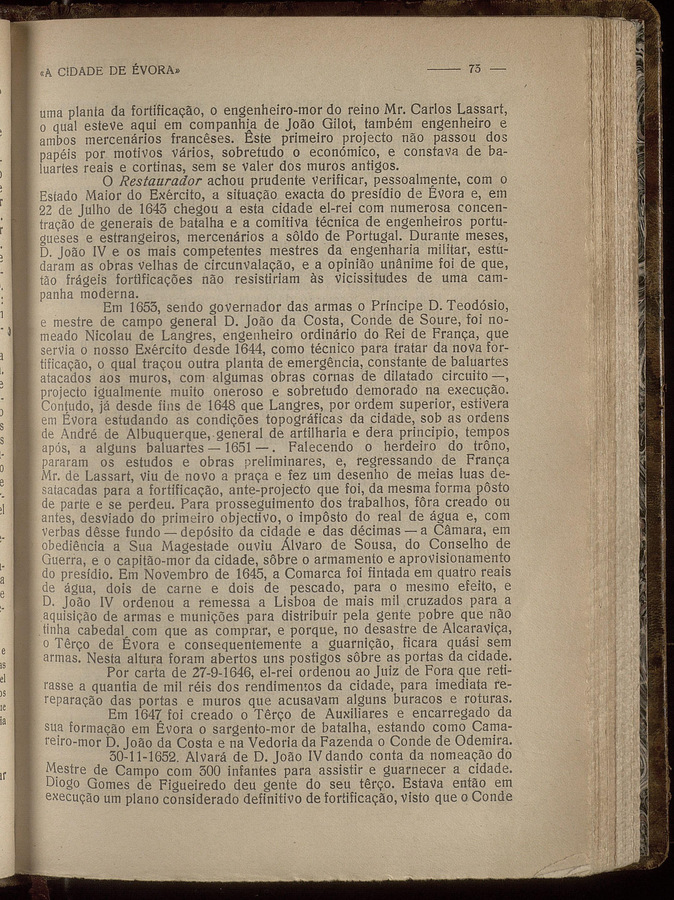 «A CIDADE DE ÉVORA» —— 73 —
uma planta da fortificação, o engenheiro-mor do reino Mr. Carlos Lassart,
o qual esteve aqui em companhia de João Gilot, também engenheiro e
ambos mercenários francêses. Êste primeiro projecto não passou dos
papéis por motivos vários, sobretudo o económico, e constava de ba-
luartes reais e cortinas, sem se valer dos muros antigos.
O Restaurador achou prudente verificar, pessoalmente, com o
Estado Maior do Exército, a situação exacta do presídio de Évora e, em
22 de Julho de 1643 chegou a esta cidade el-rei com numerosa concen-
tração de generais de batalha e a comitiva técnica de engenheiros portu-
gueses e estrangeiros, mercenários a sôldo de Portugal. Durante meses,
D. João IV e os mais competentes mestres da engenharia militar, estu-
daram as obras velhas de circunvalação, e a opinião unânime foi de que,
tão frágeis fortificações não resistiriam às vicissitudes de uma cam-
panha moderna.
Em 1653, sendo governador das armas o Príncipe D. Teodósio,
e mestre de campo general D. João da Costa, Conde de Soure, foi no-
meado Nicolau de Langres, engenheiro ordinário do Rei de França, que
servia o nosso Exército desde 1644, como técnico para tratar da nova for-
tificação, o qual traçou outra planta de emergência, constante de baluartes
atacados aos muros, com algumas obras cornas de dilatado circuito —,
projecto igualmente muito oneroso e sobretudo demorado na execução.
Contudo, já desde fins de 1648 que Langres, por ordem superior, estivera
em Évora estudando as condições topográficas da cidade, sob as ordens
de André de Albuquerque, general de artilharia e dera princípio, tempos
após, a alguns baluartes — 1651 —. Falecendo o herdeiro do trôno,
pararam os estudos e obras preliminares, e, regressando de França
Mr. de Lassart, viu de novo a praça e fez um desenho de meias luas de-
satacadas para a fortificação, ante-projecto que foi, da mesma forma pôsto
de parte e se perdeu. Para prosseguimento dos trabalhos, fôra creado ou
antes, desviado do primeiro objectivo, o impôsto do real de água e, com
verbas dêsse fundo — depósito da cidade e das décimas — a Câmara, em
obediência a Sua Magestade ouviu Álvaro de Sousa, do Conselho de
Guerra, e o capitão-mor da cidade, sôbre o armamento e aprovisionamento
do presídio. Em Novembro de 1645, a Comarca foi fintada em quatro reais
de água, dois de carne e dois de pescado, para o mesmo efeito, e
D. João IV ordenou a remessa a Lisboa de mais mil cruzados para a
aquisição de armas e munições para distribuir pela gente pobre que não
tinha cabedal com que as comprar, e porque, no desastre de Alcaraviça,
o Têrço de Évora e consequentemente a guarnição, ficara quási sem
armas. Nesta altura foram abertos uns postigos sôbre as portas da cidade.
Por carta de 27-9-1646, el-rei ordenou ao Juiz de Fora que reti-
rasse a quantia de mil réis dos rendimentos da cidade, para imediata re-
reparação das portas e muros que acusavam alguns buracos e roturas.
Em 1647 foi creado o Têrço de Auxiliares e encarregado da
sua formação em Évora o sargento-mor de batalha, estando como Cama-
reiro-mor D. João da Costa e na Vedoria da Fazenda o Conde de Odemira.
30-11-1652. Alvará de D. João IV dando conta da nomeação do
Mestre de Campo com 300 infantes para assistir e guarnecer a cidade.
Diogo Gomes de Figueiredo deu gente do seu têrço. Estava então em
execução um plano considerado definitivo de fortificação, visto que o Conde